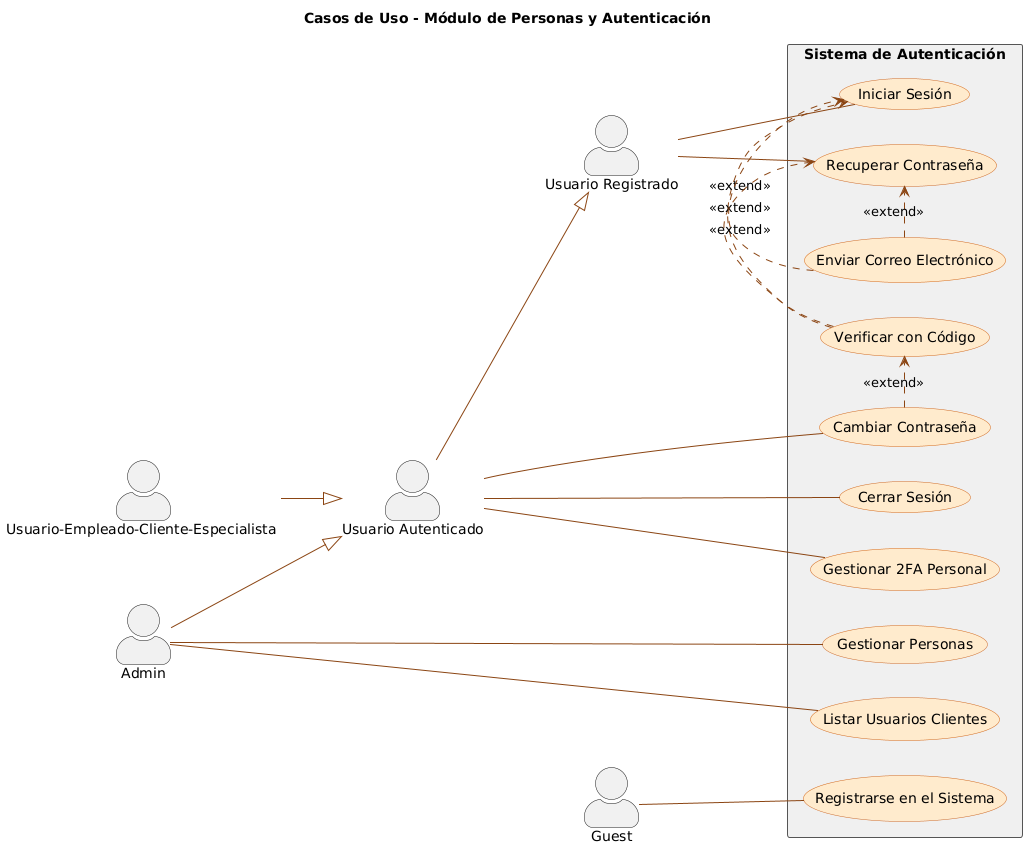 Casos de Uso - Módulo de Personas y Autenticación
Sistema de Autenticación
Iniciar Sesión
Recuperar Contraseña
Usuario Registrado
«extend»
«extend»
«extend»
«extend»
Enviar Correo Electrónico
Verificar con Código
«extend»
Cambiar Contraseña
Cerrar Sesión
Usuario-Empleado-Cliente-Especialista
Usuario Autenticado
Gestionar 2FA Personal
Gestionar Personas
Admin
Listar Usuarios Clientes
Registrarse en el Sistema
Guest